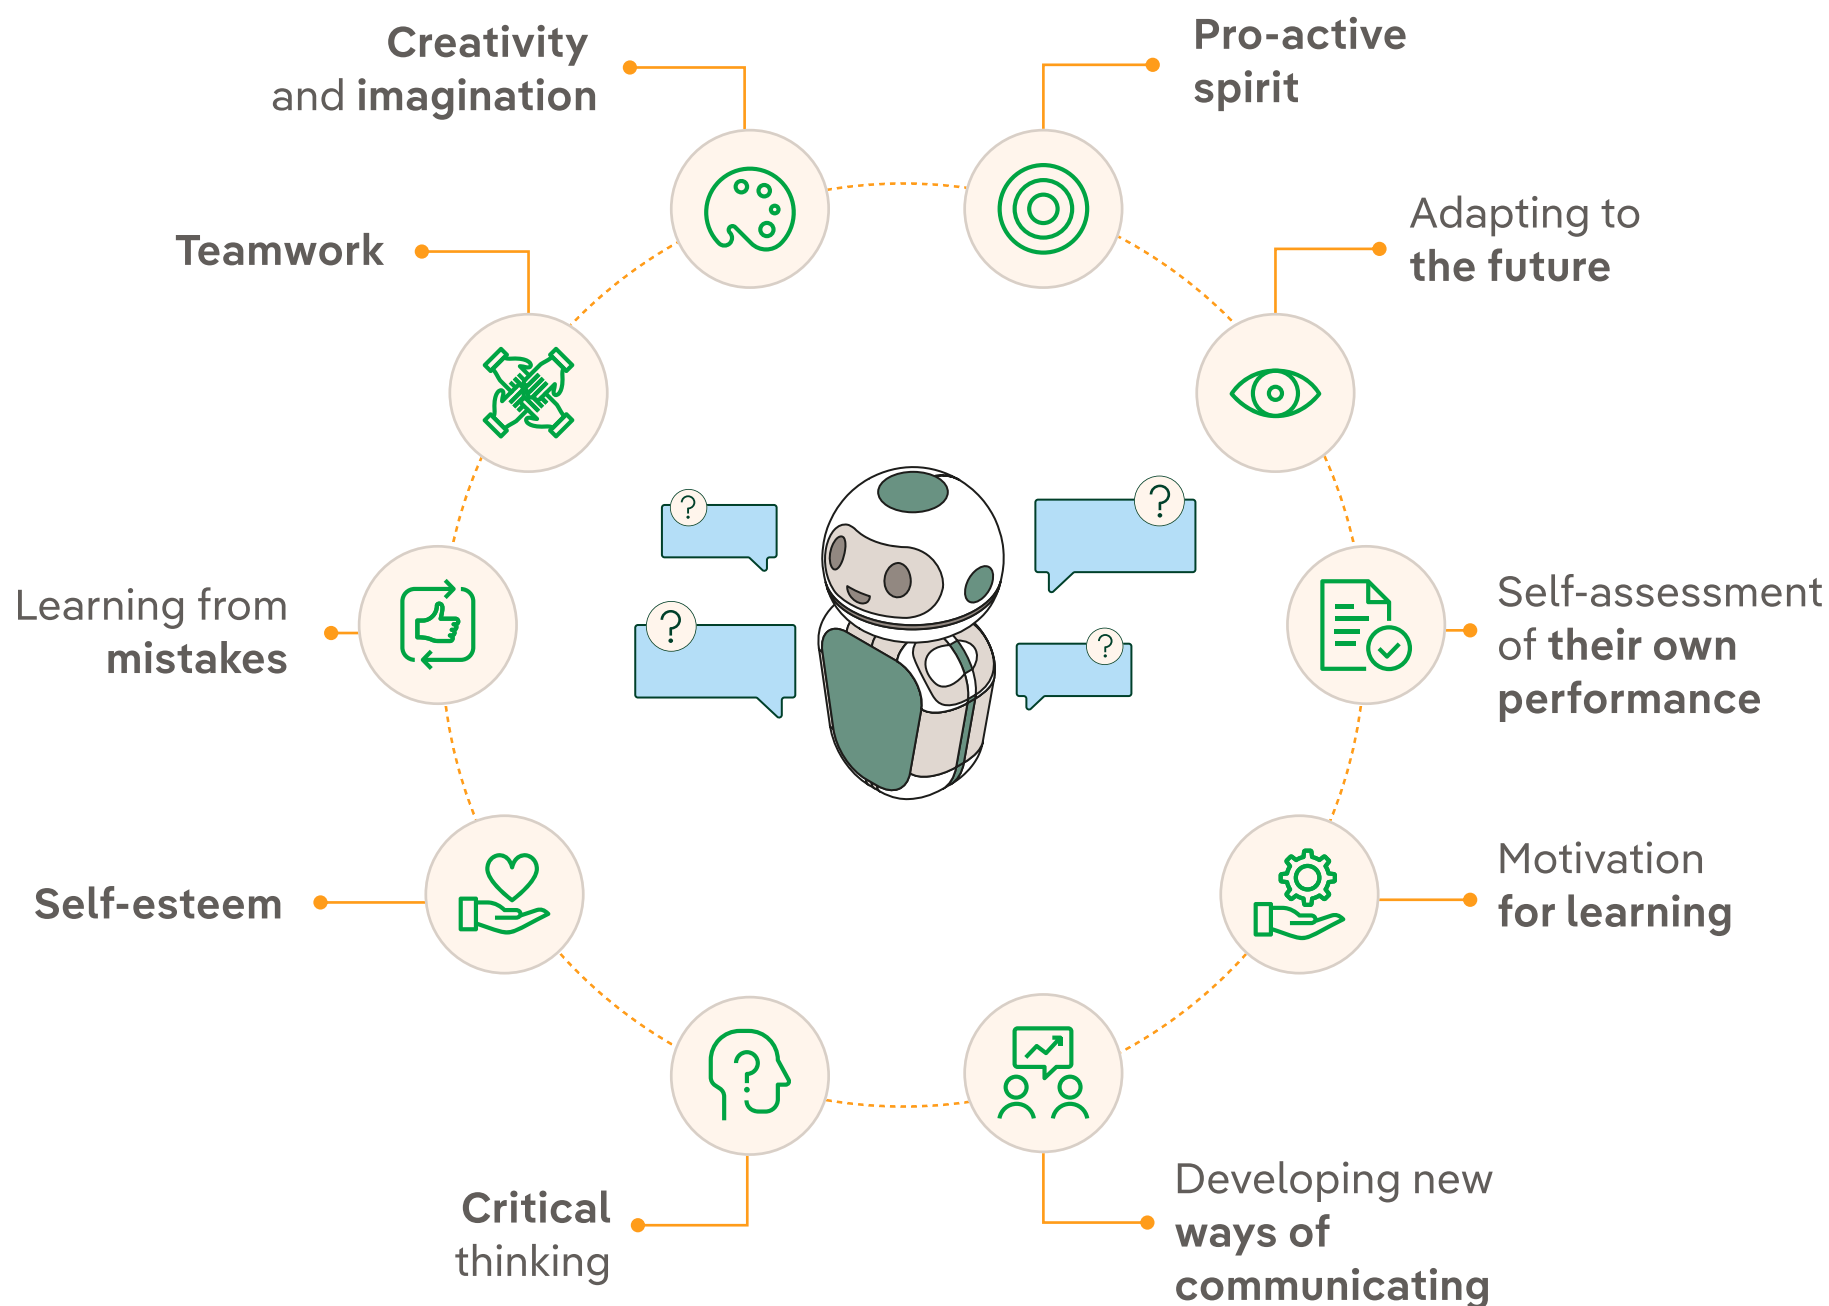 Creativity
and imagination
Pro-active
spirit
Adapting to
the future
Self-assessment
of their own
performance
Motivation
for learning
Developing new
ways of
communicating
Critical
thinking
Self-esteem
Learning from
mistakes
Teamwork
?
?
?
?